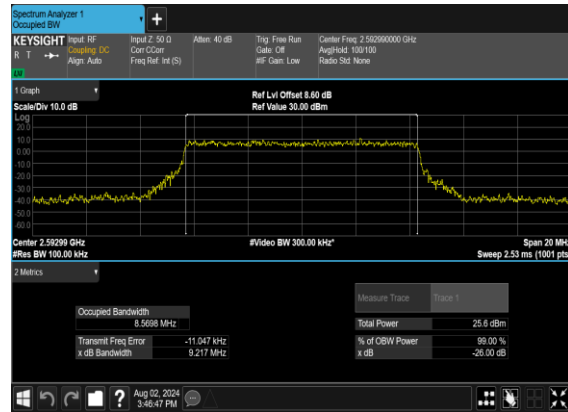 Spectrum Analyzer 1
Occupied BW
+
KEYSIGHT Input: RF Input Z: 50 Ω Atten: 40 dB Trig: Free Run Center Freq: 2.592990000 GHz
R T Coupling: DC Corr CCorr Gate: Off Avg|Hold: 100/100
Align: Auto Freq Ref: Int (S) #IF Gain: Low Radio Std: None
LW
1 Graph
Scale/Div 10.0 dB
Ref Lvl Offset 8.60 dB
Ref Value 30.00 dBm
Log
20.0
10.0
0.00
-10.0
-20.0
-30.0
-40.0
-50.0
-60.0
Center 2.59299 GHz #Video BW 300.00 kHz* Span 20 MHz
#Res BW 100.00 kHz Sweep 2.53 ms (1001 pts
2 Metrics
Measure Trace Trace 1
Occupied Bandwidth
8.5698 MHz
Total Power 25.6 dBm
Transmit Freq Error -11.047 kHz % of OBW Power 99.00 %
x dB Bandwidth 9.217 MHz x dB -26.00 dB
? Aug 02, 2024
3:46:47 PM